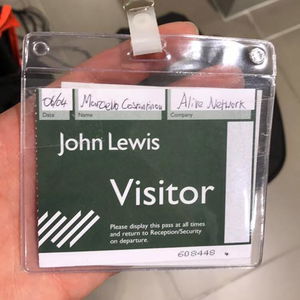 06/04 Marcello Alive Network
Date Name Company
John Lewis
Visitor
Please display this pass at all times
and return to Reception/Security
on departure.
608448